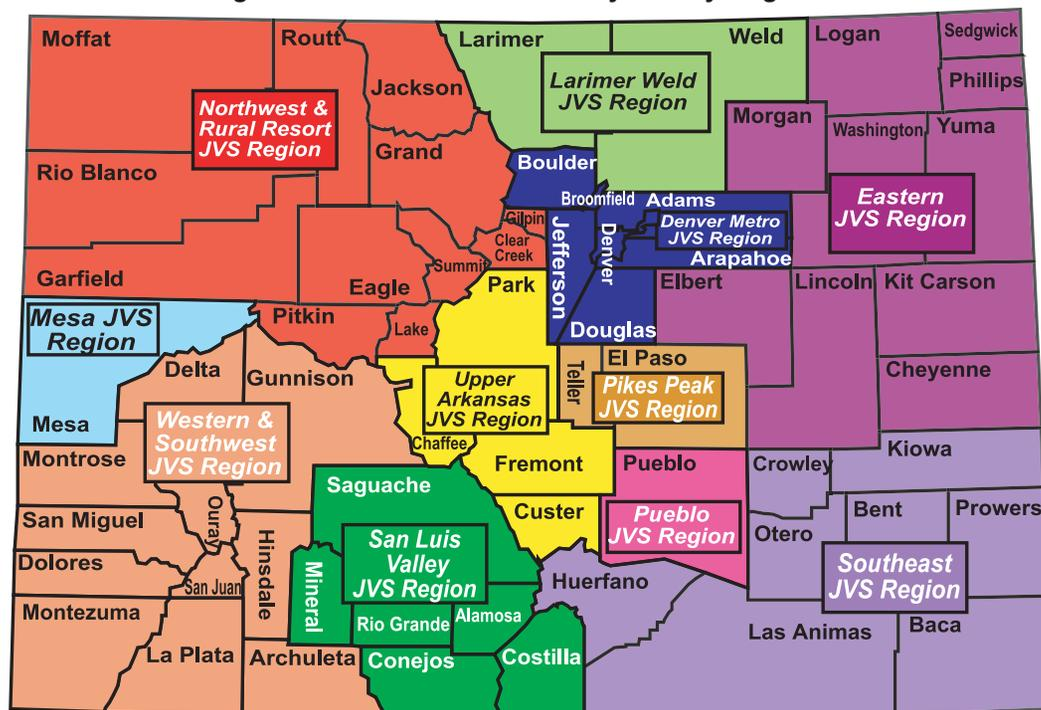 Moffat
Routt
Jackson
Larimer
Weld
Logan
Sedgwick
Phillips
Larimer Weld
JVS Region
Northwest &
Rural Resort
JVS Region
Grand
Morgan
Washington
Yuma
Rio Blanco
Boulder
Broomfield
Adams
Eastern
JVS Region
Gilpin
Clear
Creek
Jefferson
Denver
Denver Metro
JVS Region
Arapahoe
Garfield
Eagle
Summit
Park
Elbert
Lincoln
Kit Carson
Mesa JVS
Region
Pitkin
Lake
Douglas
Delta
Gunnison
Teller
El Paso
Cheyenne
Upper
Arkansas
JVS Region
Pikes Peak
JVS Region
Mesa
Western &
Southwest
JVS Region
Chaffee
Montrose
Fremont
Pueblo
Crowley
Kiowa
Saguache
San Miguel
Ouray
Hinsdale
Custer
Pueblo
JVS Region
Otero
Bent
Prowers
San Luis
Valley
JVS Region
Dolores
San Juan
Mineral
Huerfano
Southeast
JVS Region
Montezuma
Rio Grande
Alamosa
Las Animas
Baca
La Plata
Archuleta
Conejos
Costilla